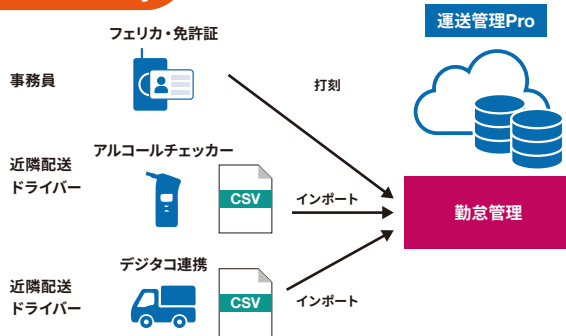 フェリカ・免許証
運送管理Pro
事務員
打刻
アルコールチェッカー
近隣配送
ドライバー
CSV
インポート
勤怠管理
デジタコ連携
近隣配送
ドライバー
CSV
インポート